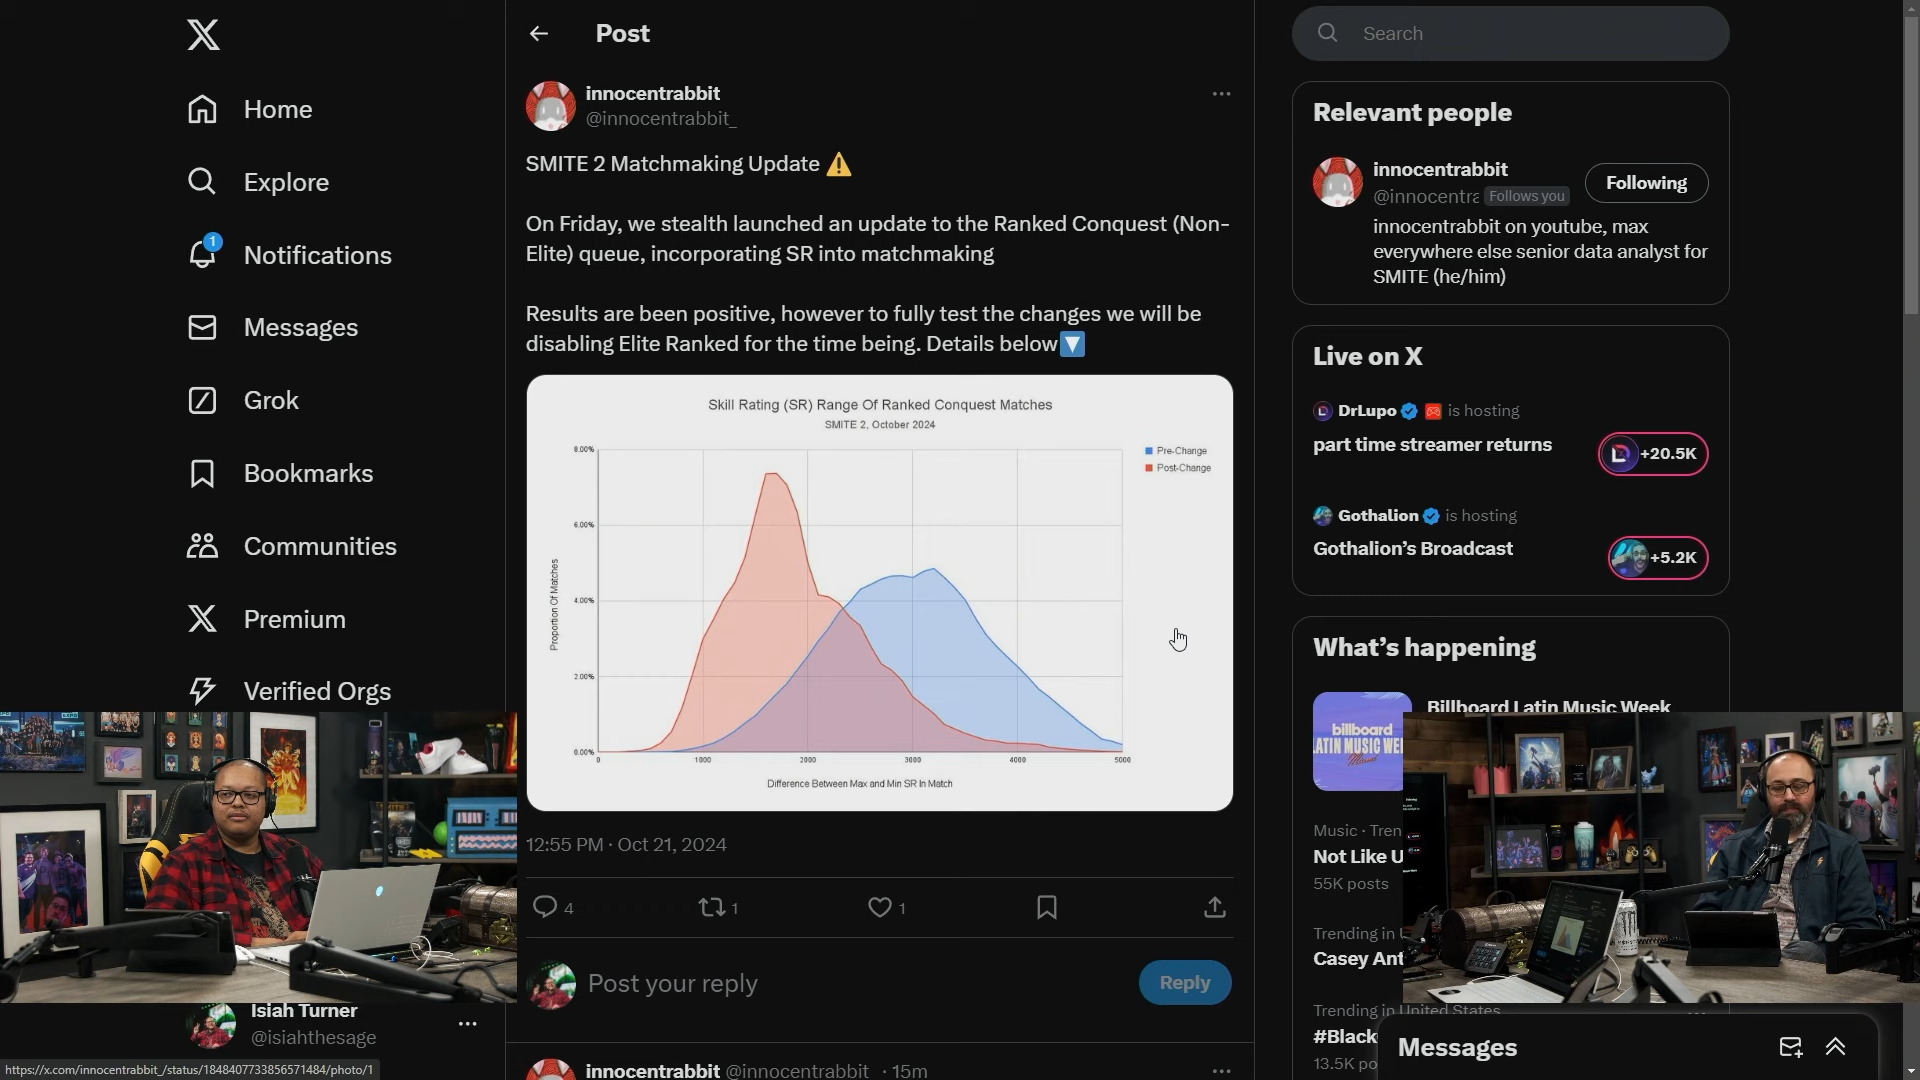 Home
Explore
1
Notifications
Messages
Grok
Bookmarks
Communities
Premium
Verified Orgs
Isiah Turner
@isiahthesage
https://x.com/innocentrabbit_/status/1848407733856571484/photo/1
Post
innocentrabbit
@innocentrabbit_
SMITE 2 Matchmaking Update ⚠️
On Friday, we stealth launched an update to the Ranked Conquest (Non-
Elite) queue, incorporating SR into matchmaking
Results are been positive, however to fully test the changes we will be
disabling Elite Ranked for the time being. Details below🔽
Skill Rating (SR) Range Of Ranked Conquest Matches
SMITE 2, October 2024
Pre-Change
Post-Change
Proportion Of Matches
8.00%
6.00%
4.00%
2.00%
0.00%
0 1000 2000 3000 4000 5000
Difference Between Max and Min SR In Match
12:55 PM · Oct 21, 2024
4 1 1
Post your reply
Reply
innocentrabbit @innocentrabbit_ · 15m
Search
Relevant people
innocentrabbit
@innocentra Follows you
Following
innocentrabbit on youtube, max
everywhere else senior data analyst for
SMITE (he/him)
Live on X
DrLupo is hosting
part time streamer returns
+20.5K
Gothalion is hosting
Gothalion's Broadcast
+5.2K
What's happening
billboard
LATIN MUSIC WE
Billboard Latin Music Week
Music · Tren
Not Like U
55K posts
Trending in
Casey Ant
Trending in United States
#Black
13.5K po
Messages